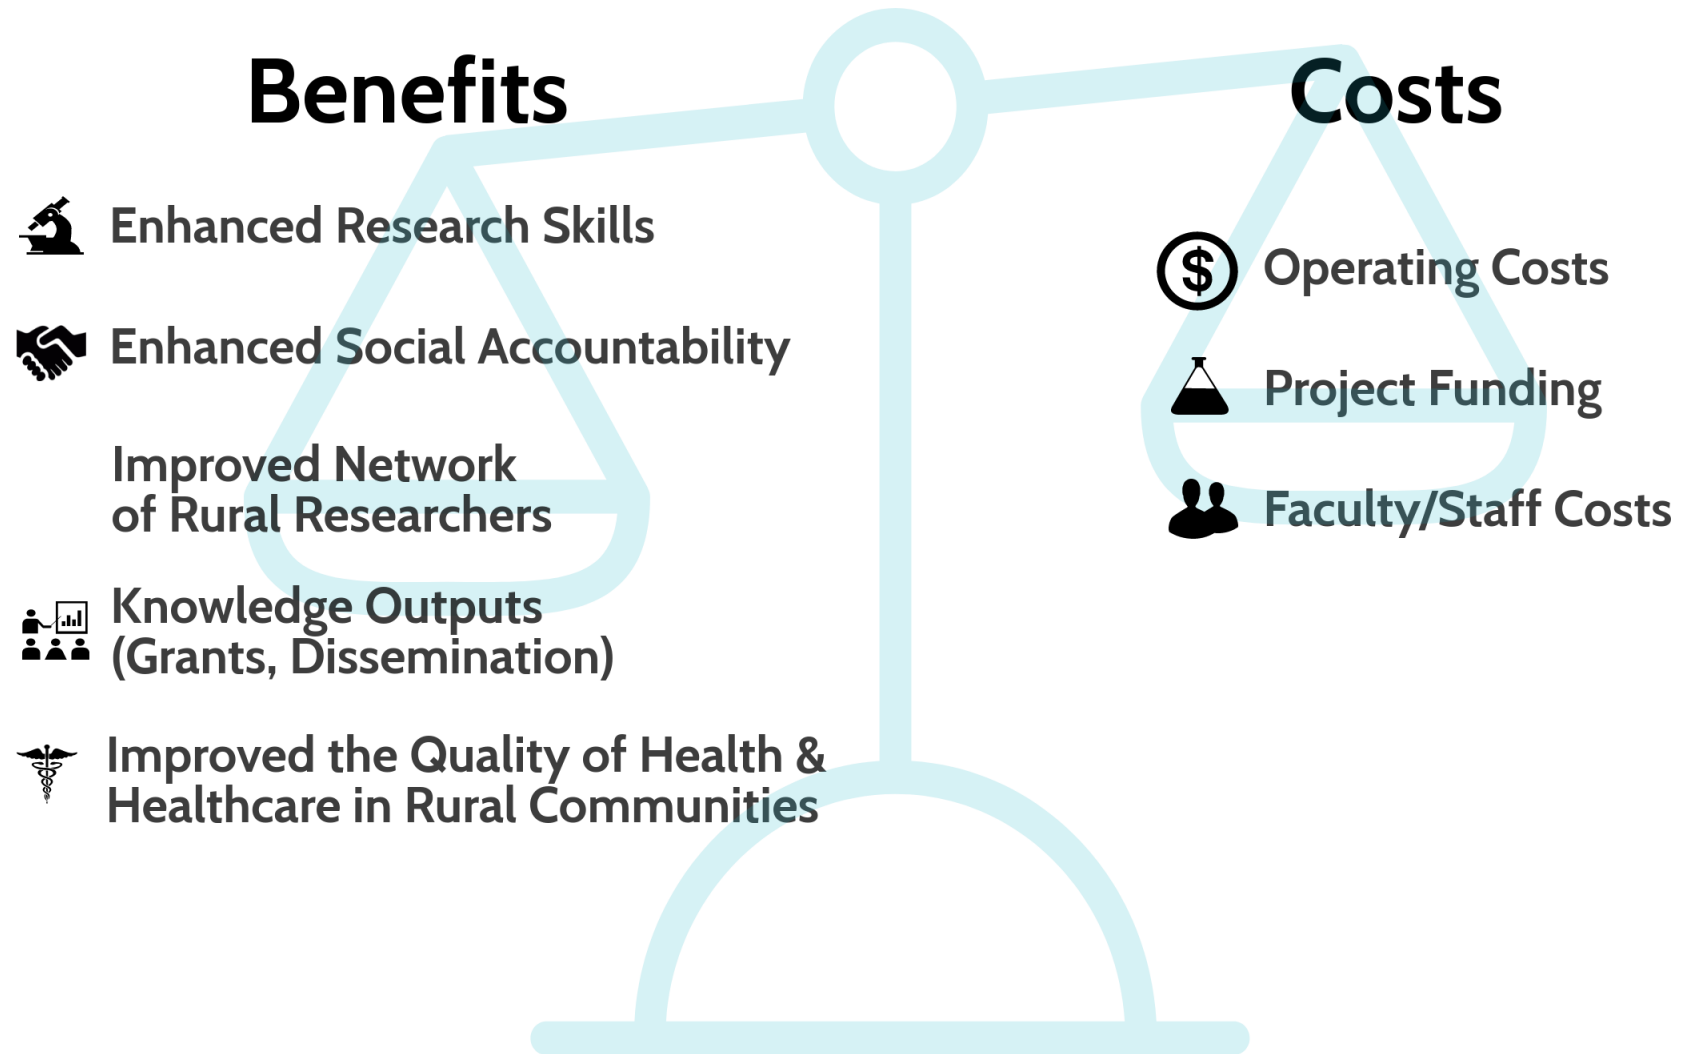 Benefits
Enhanced Research Skills
Enhanced Social Accountability
Improved Network
of Rural Researchers
Knowledge Outputs
(Grants, Dissemination)
Improved the Quality of Health &
Healthcare in Rural Communities
Costs
$
Operating Costs
Project Funding
Faculty/Staff Costs